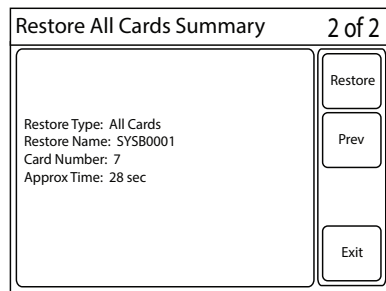 Restore All Cards Summary 2 of 2
Restore
Restore Type: All Cards
Restore Name: SYSB0001
Card Number: 7
Approx Time: 28 sec
Prev
Exit